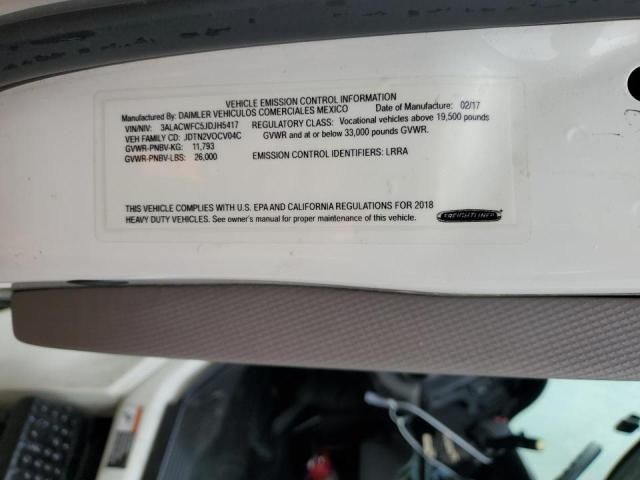 VEHICLE EMISSION CONTROL INFORMATION
Manufactured By: DAIMLER VEHICULOS COMERCIALES MEXICO Date of Manufacture: 02/17
VIN/NIV: 3ALACWFC5JDJH5417 REGULATORY CLASS: Vocational vehicles above 19,500 pounds
VEH FAMILY CD: JDTN2VOCV04C GVWR and at or below 33,000 pounds GVWR.
GVWR-PNBV-KG: 11,793
GVWR-PNBV-LBS: 26,000 EMISSION CONTROL IDENTIFIERS: LRRA
THIS VEHICLE COMPLIES WITH U.S. EPA AND CALIFORNIA REGULATIONS FOR 2018
HEAVY DUTY VEHICLES. See owner's manual for proper maintenance of this vehicle.
FREIGHTLINER